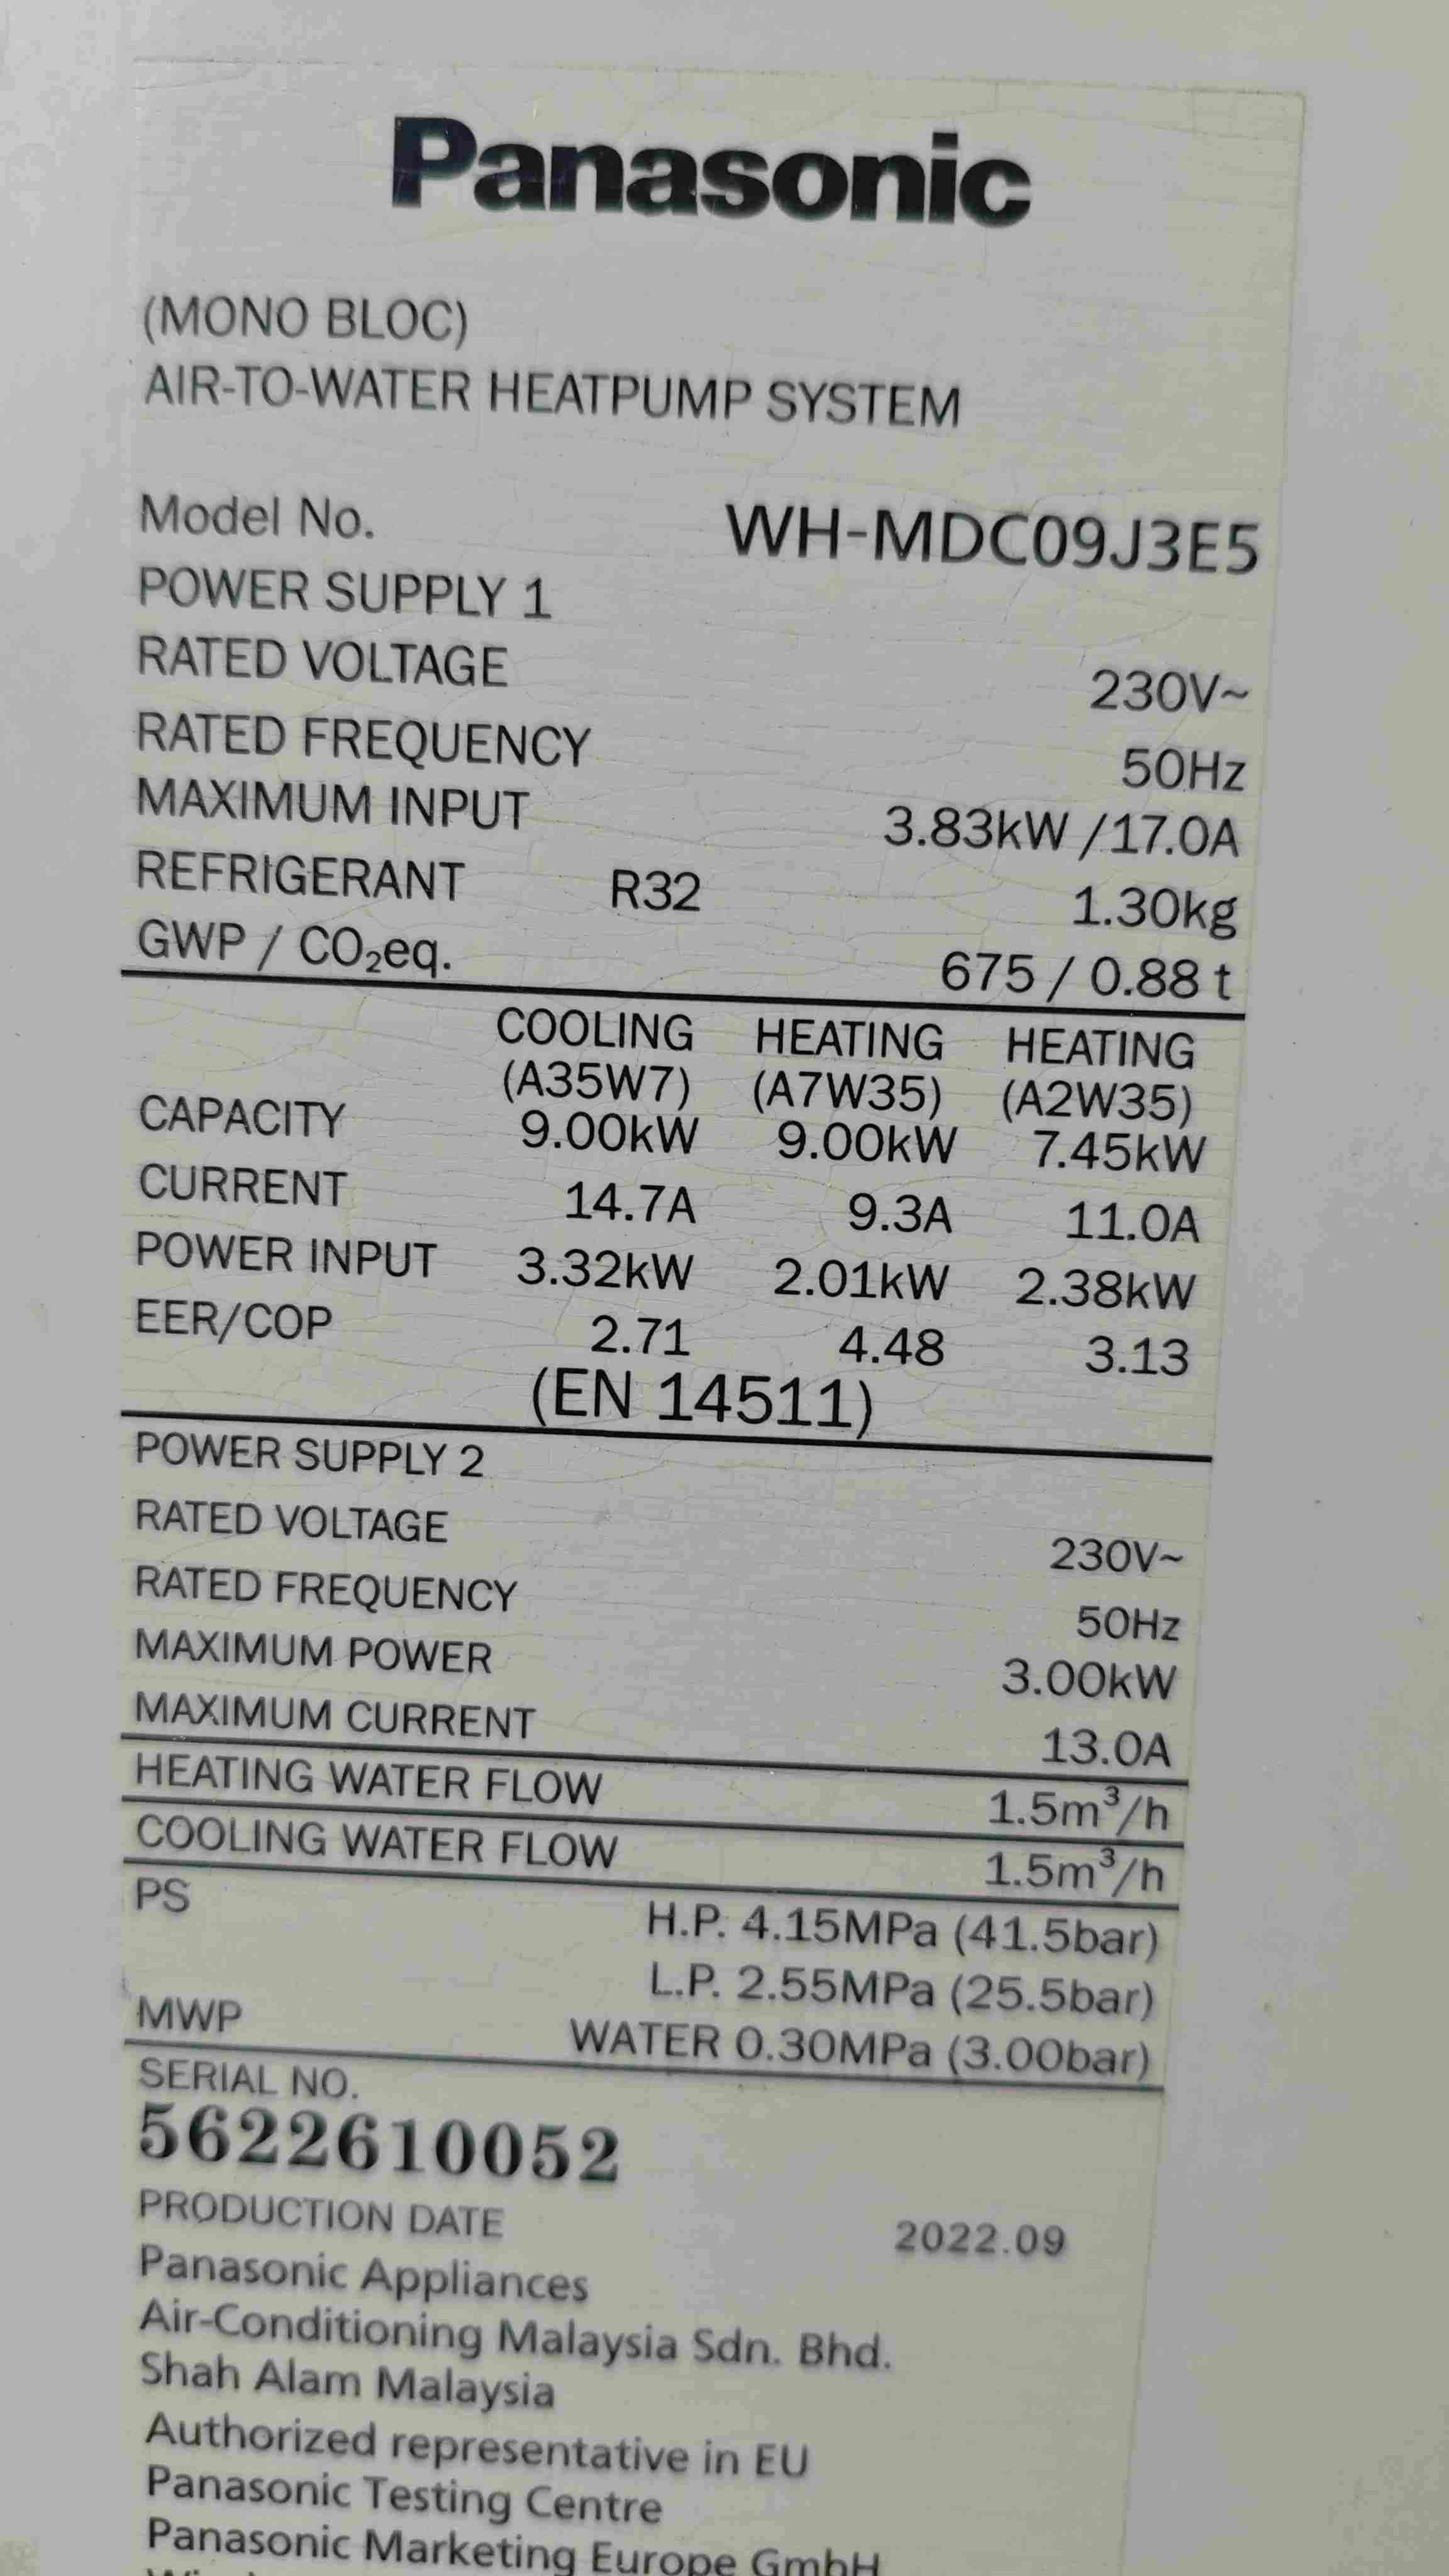 Panasonic
(MONO BLOC)
AIR-TO-WATER HEATPUMP SYSTEM
Model No. WH-MDC09J3E5
POWER SUPPLY 1
RATED VOLTAGE 230V~
RATED FREQUENCY 50Hz
MAXIMUM INPUT 3.83kW /17.0A
REFRIGERANT R32 1.30kg
GWP / CO₂eq. 675 / 0.88 t
COOLING HEATING HEATING
(A35W7) (A7W35) (A2W35)
CAPACITY 9.00kW 9.00kW 7.45kW
CURRENT 14.7A 9.3A 11.0A
POWER INPUT 3.32kW 2.01kW 2.38kW
EER/COP 2.71 4.48 3.13
(EN 14511)
POWER SUPPLY 2
RATED VOLTAGE 230V~
RATED FREQUENCY 50Hz
MAXIMUM POWER 3.00kW
MAXIMUM CURRENT 13.0A
HEATING WATER FLOW 1.5m³/h
COOLING WATER FLOW 1.5m³/h
PS H.P. 4.15MPa (41.5bar)
L.P. 2.55MPa (25.5bar)
MWP WATER 0.30MPa (3.00bar)
SERIAL NO.
5622610052
PRODUCTION DATE 2022.09
Panasonic Appliances
Air-Conditioning Malaysia Sdn. Bhd.
Shah Alam Malaysia
Authorized representative in EU
Panasonic Testing Centre
Panasonic Marketing Europe GmbH